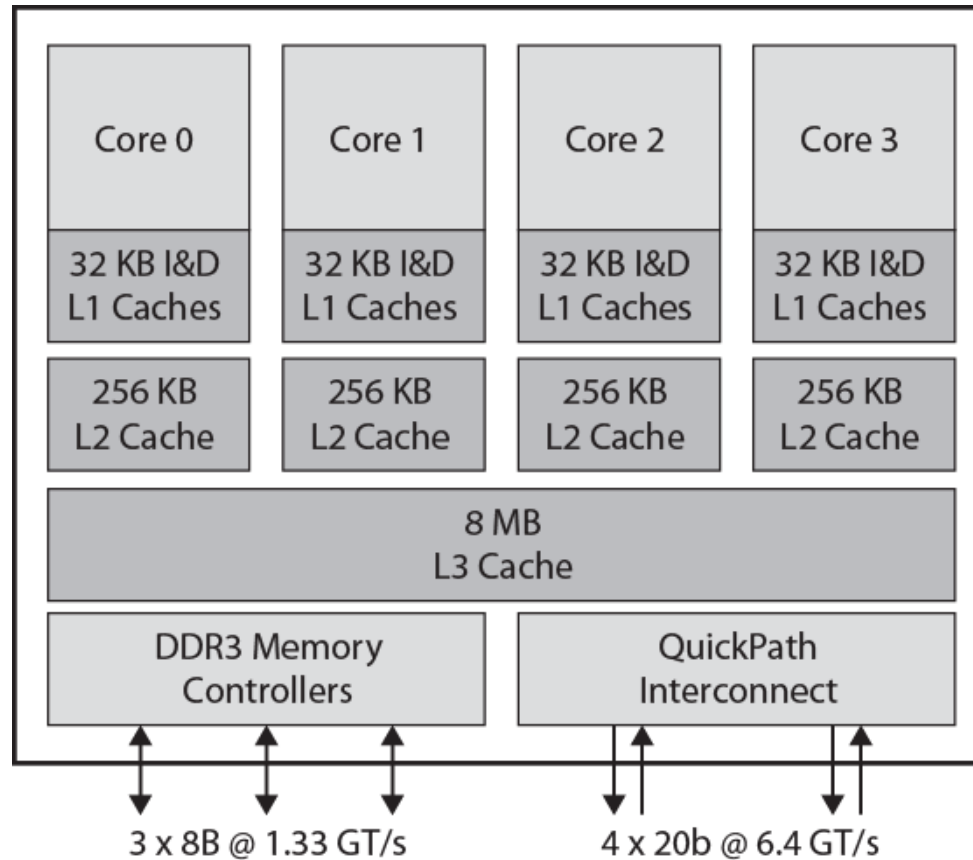 Core 0
Core 1
Core 2
Core 3
32 KB I&D
L1 Caches
32 KB I&D
L1 Caches
32 KB I&D
L1 Caches
32 KB I&D
L1 Caches
256 KB
L2 Cache
256 KB
L2 Cache
256 KB
L2 Cache
256 KB
L2 Cache
8 MB
L3 Cache
DDR3 Memory
Controllers
QuickPath
Interconnect
3 x 8B @ 1.33 GT/s
4 x 20b @ 6.4 GT/s